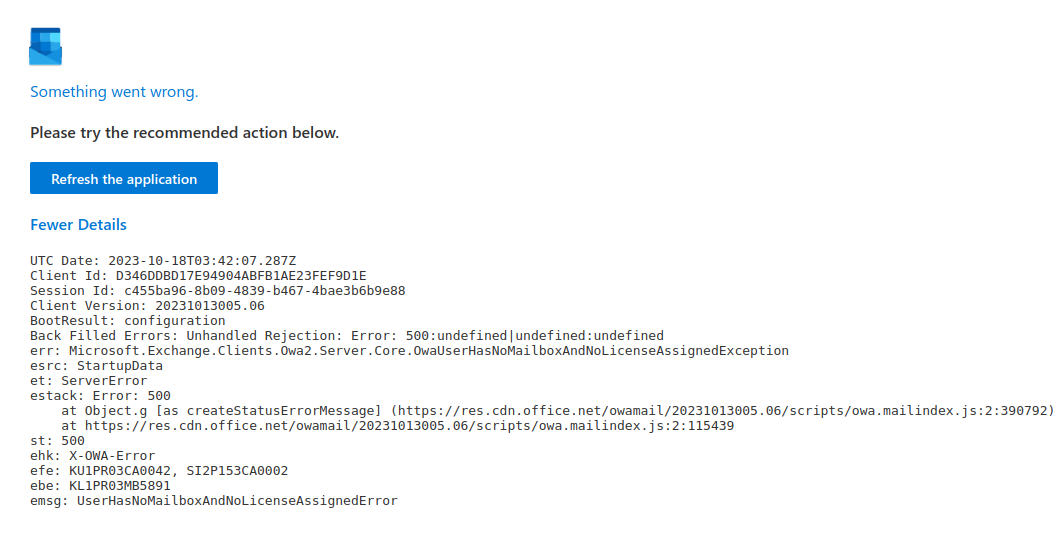 Something went wrong.
Please try the recommended action below.
Refresh the application
Fewer Details
UTC Date: 2023-10-18T03:42:07.287Z
Client Id: D346DDBD17E94904ABFB1AE23FEF9D1E
Session Id: c455ba96-8b09-4839-b467-4bae3b6b9e88
Client Version: 20231013005.06
BootResult: configuration
Back Filled Errors: Unhandled Rejection: Error: 500:undefined|undefined:undefined
err: Microsoft.Exchange.Clients.Owa2.Server.Core.OwaUserHasNoMailboxAndNoLicenseAssignedException
esrc: StartupData
et: ServerError
estack: Error: 500
    at Object.g [as createStatusErrorMessage] (https://res.cdn.office.net/owamail/20231013005.06/scripts/owa.mailindex.js:2:390792)
    at https://res.cdn.office.net/owamail/20231013005.06/scripts/owa.mailindex.js:2:115439
st: 500
ehk: X-OWA-Error
efe: KU1PR03CA0042, SI2P153CA0002
ebe: KL1PR03MB5891
emsg: UserHasNoMailboxAndNoLicenseAssignedError